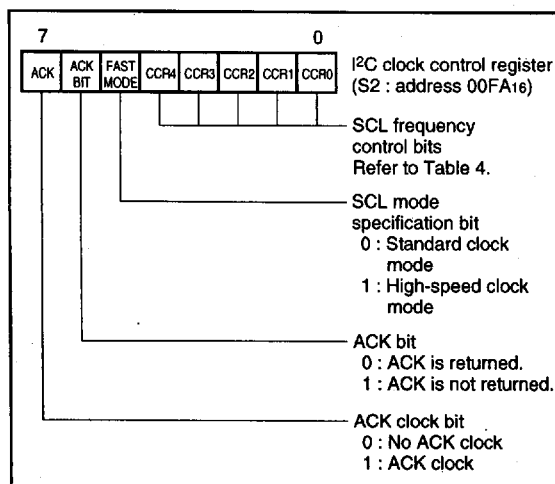 7 0
ACK ACK BIT FAST MODE CCR4 CCR3 CCR2 CCR1 CCR0
I²C clock control register
(S2 : address 00FA₁₆)
SCL frequency
control bits
Refer to Table 4.
SCL mode
specification bit
0 : Standard clock
mode
1 : High-speed clock
mode
ACK bit
0 : ACK is returned.
1 : ACK is not returned.
ACK clock bit
0 : No ACK clock
1 : ACK clock